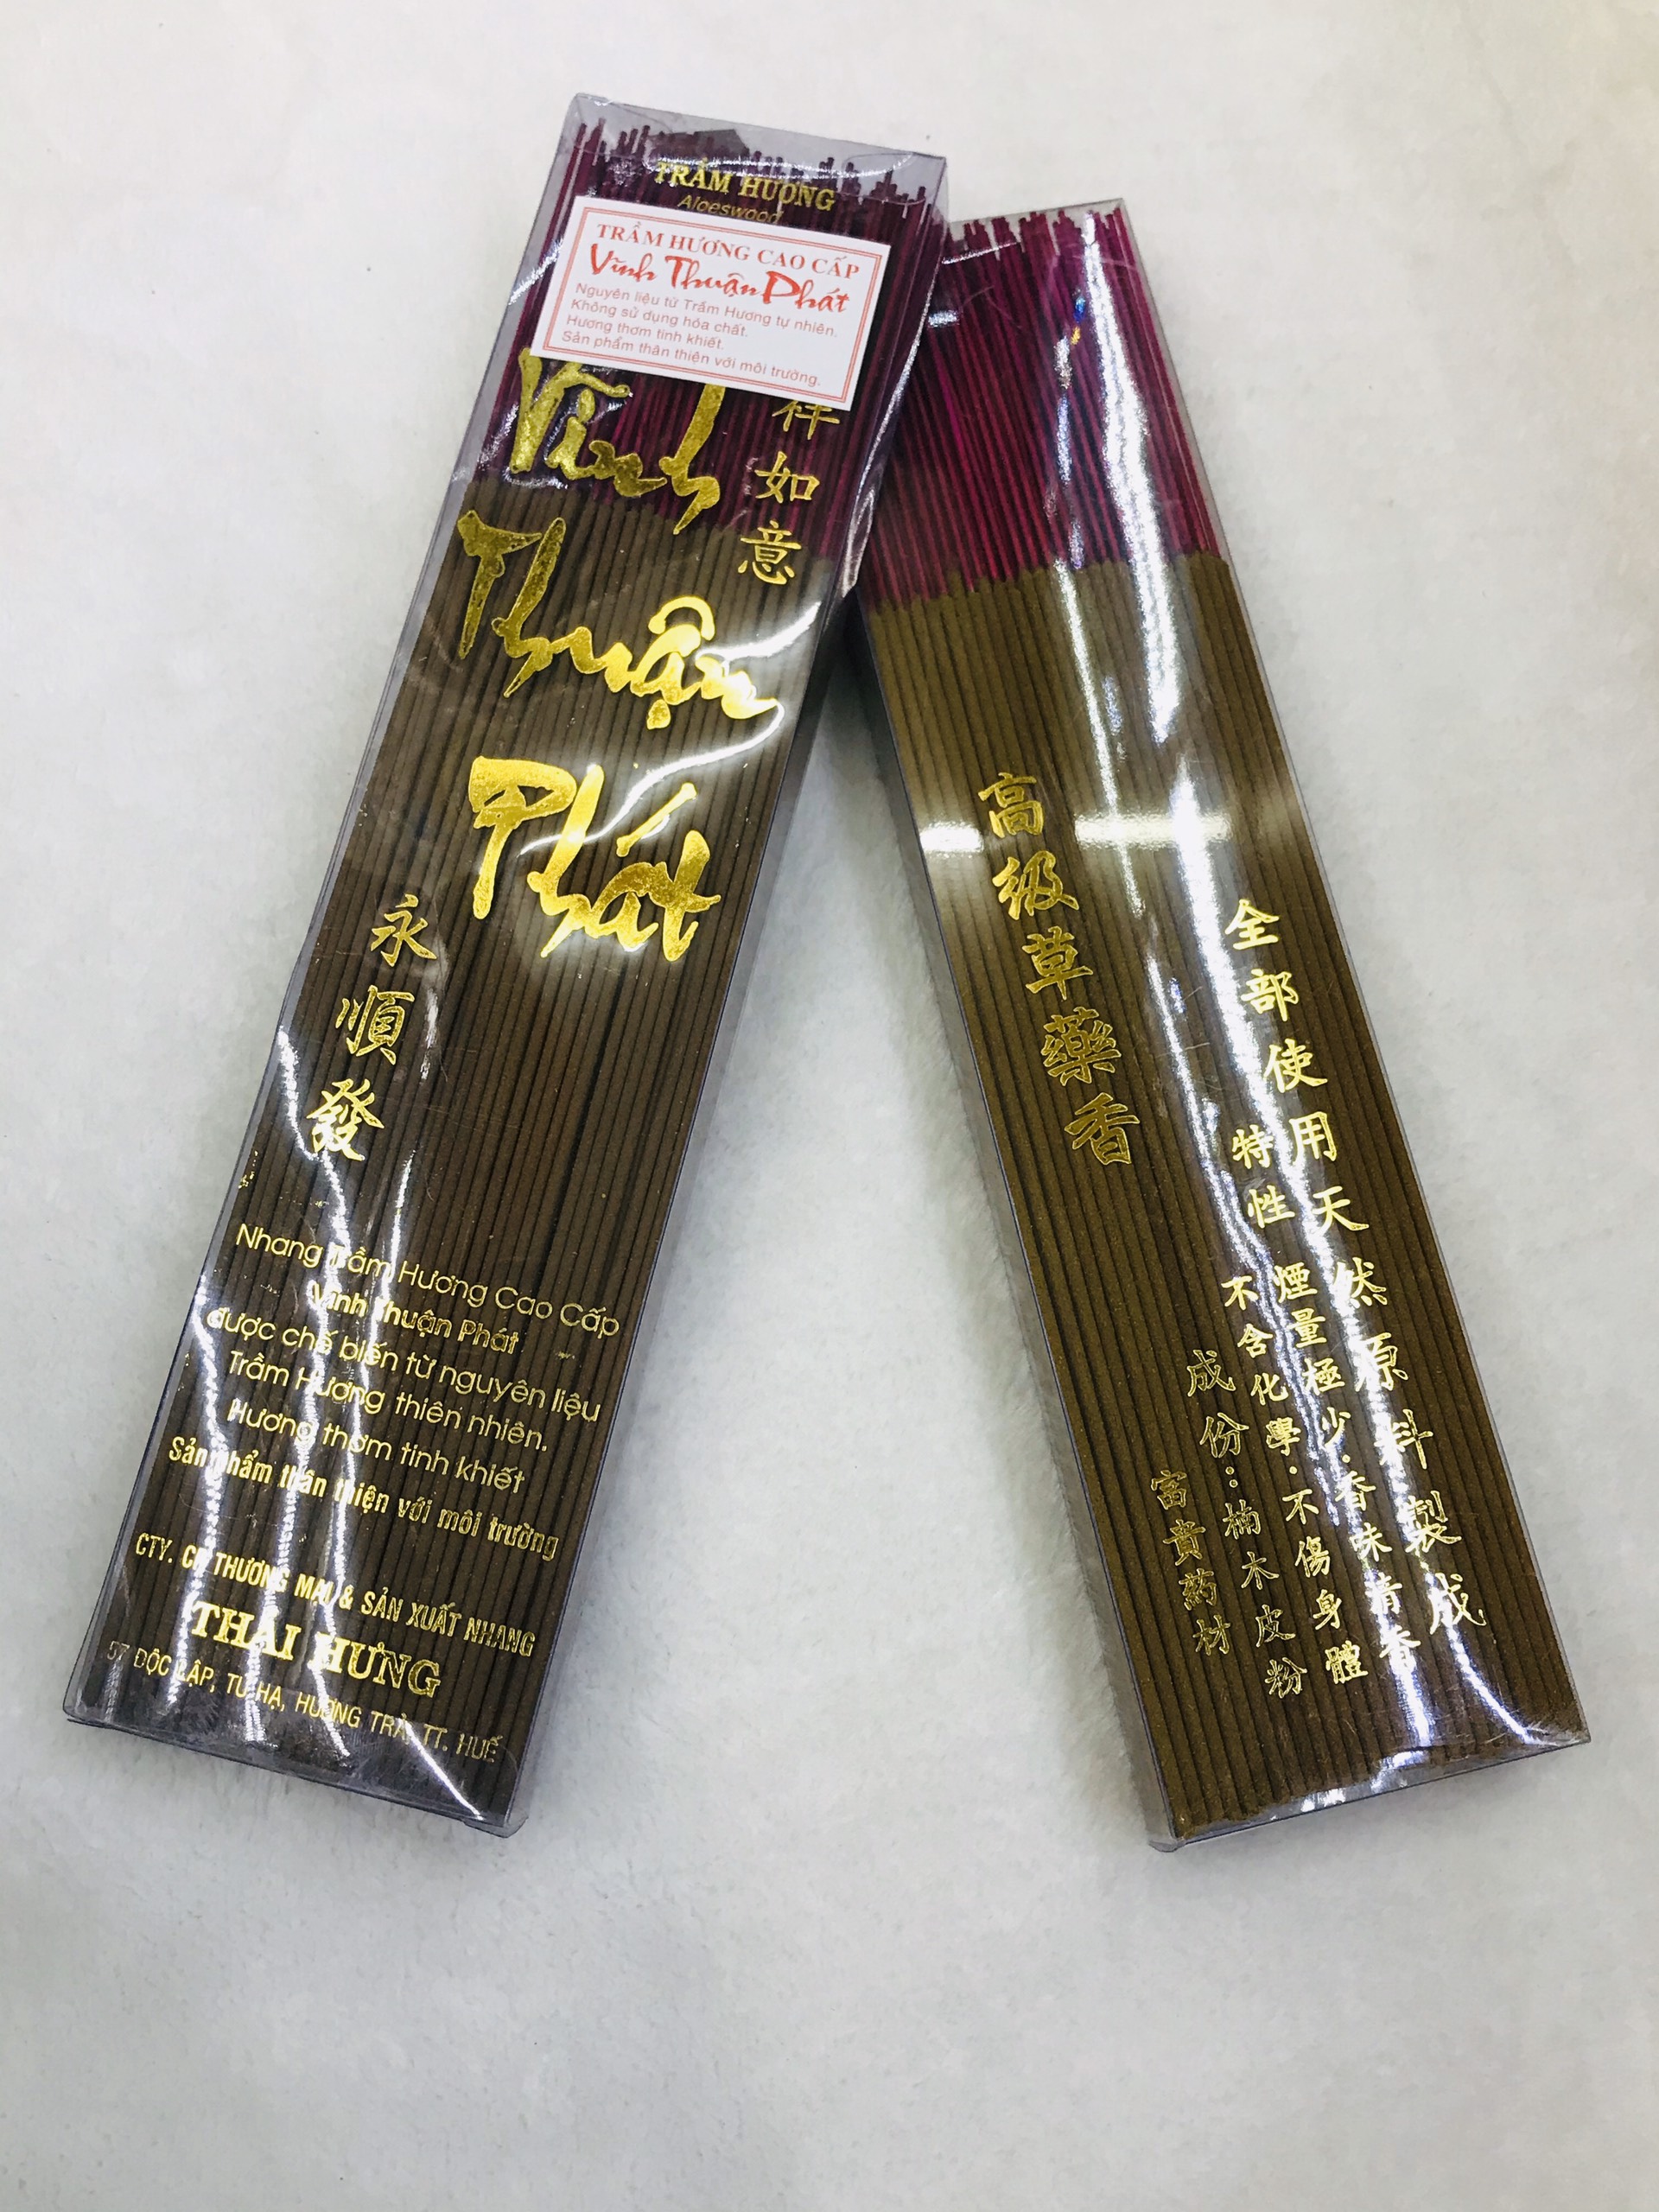 TRẦM HƯƠNG
Aloeswood
TRẦM HƯƠNG CAO CẤP
Vĩnh Thuận Phát
Nguyên liệu từ Trầm Hương tự nhiên.
Không sử dụng hóa chất.
Hương thơm tinh khiết.
Sản phẩm thân thiện với môi trường.
祥如意
Vĩnh
Thuận
Phát
永順發
Nhang Trầm Hương Cao Cấp
Vĩnh Thuận Phát
được chế biến từ nguyên liệu
Trầm Hương thiên nhiên.
Hương thơm tinh khiết
Sản phẩm thân thiện với môi trường
CTY. CP THƯƠNG MẠI & SẢN XUẤT NHANG
THÁI HƯNG
57 ĐỘC LẬP, TỨ HẠ, HƯƠNG TRÀ, TT. HUẾ
高級草藥香
全部使用天然原料製成
特性
煙量極少.香味清香
不含化學.不傷身體
成份:楠木皮粉
富貴葯材